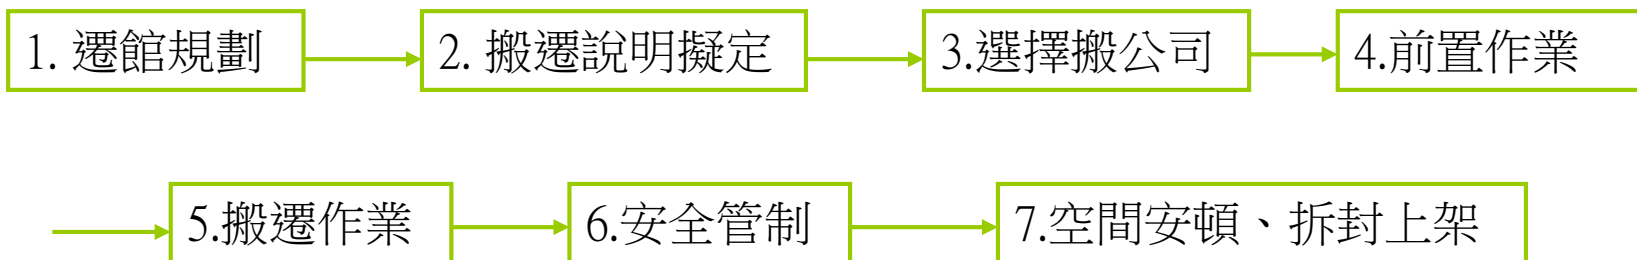 1. 遷館規劃
2. 搬遷說明擬定
3.選擇搬公司
4.前置作業
5.搬遷作業
6.安全管制
7.空間安頓、拆封上架